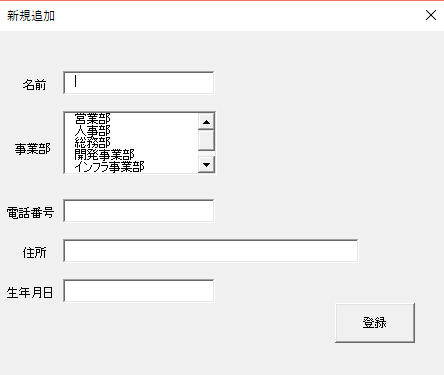 新規追加
名前
事業部
営業部
人事部
総務部
開発事業部
インフラ事業部
電話番号
住所
生年月日
登録